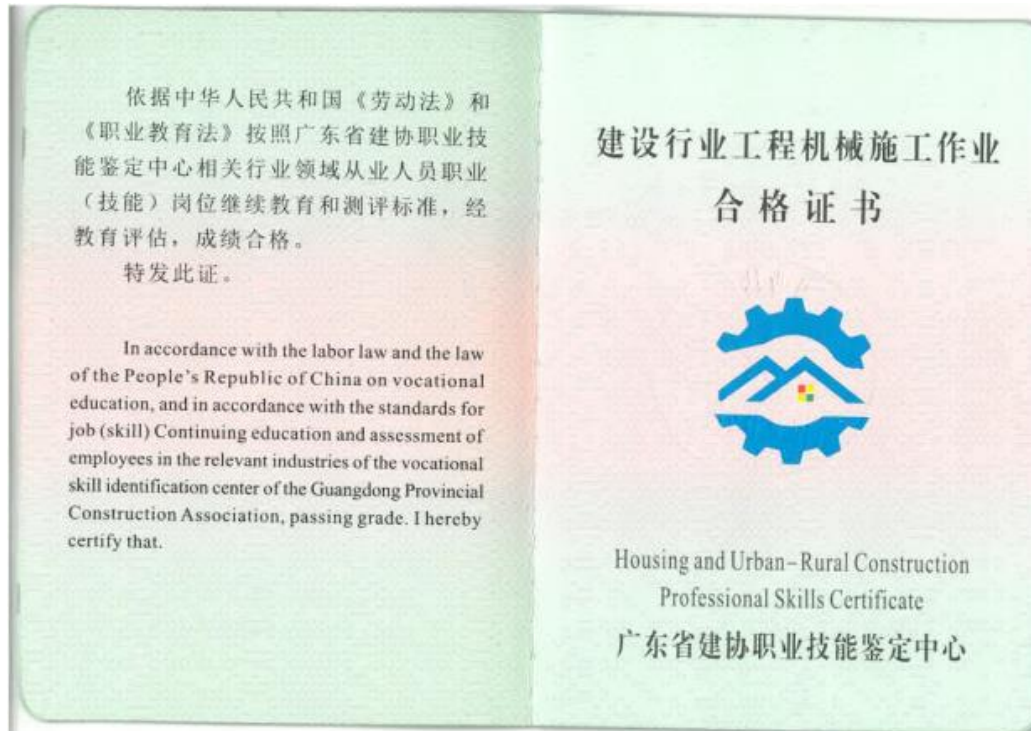 依据中华人民共和国《劳动法》和
《职业教育法》按照广东省建协职业技
能鉴定中心相关行业领域从业人员职业
（技能）岗位继续教育和测评标准，经
教育评估，成绩合格。
特发此证。
In accordance with the labor law and the law
of the People's Republic of China on vocational
education, and in accordance with the standards for
job (skill) Continuing education and assessment of
employees in the relevant industries of the vocational
skill identification center of the Guangdong Provincial
Construction Association, passing grade. I hereby
certify that.
建设行业工程机械施工作业
合格证书
Housing and Urban-Rural Construction
Professional Skills Certificate
广东省建协职业技能鉴定中心